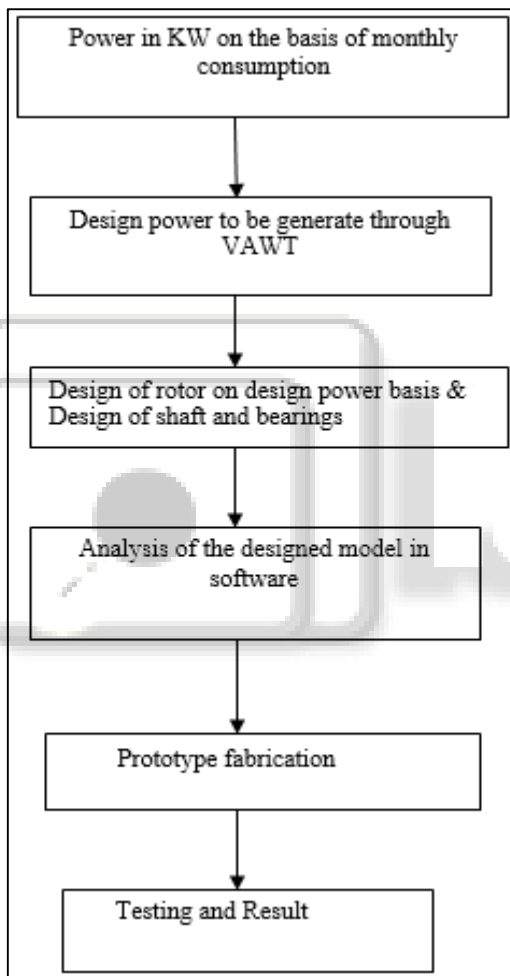 Power in KW on the basis of monthly
consumption
Design power to be generate through
VAWT
Design of rotor on design power basis &
Design of shaft and bearings
Analysis of the designed model in
software
Prototype fabrication
Testing and Result